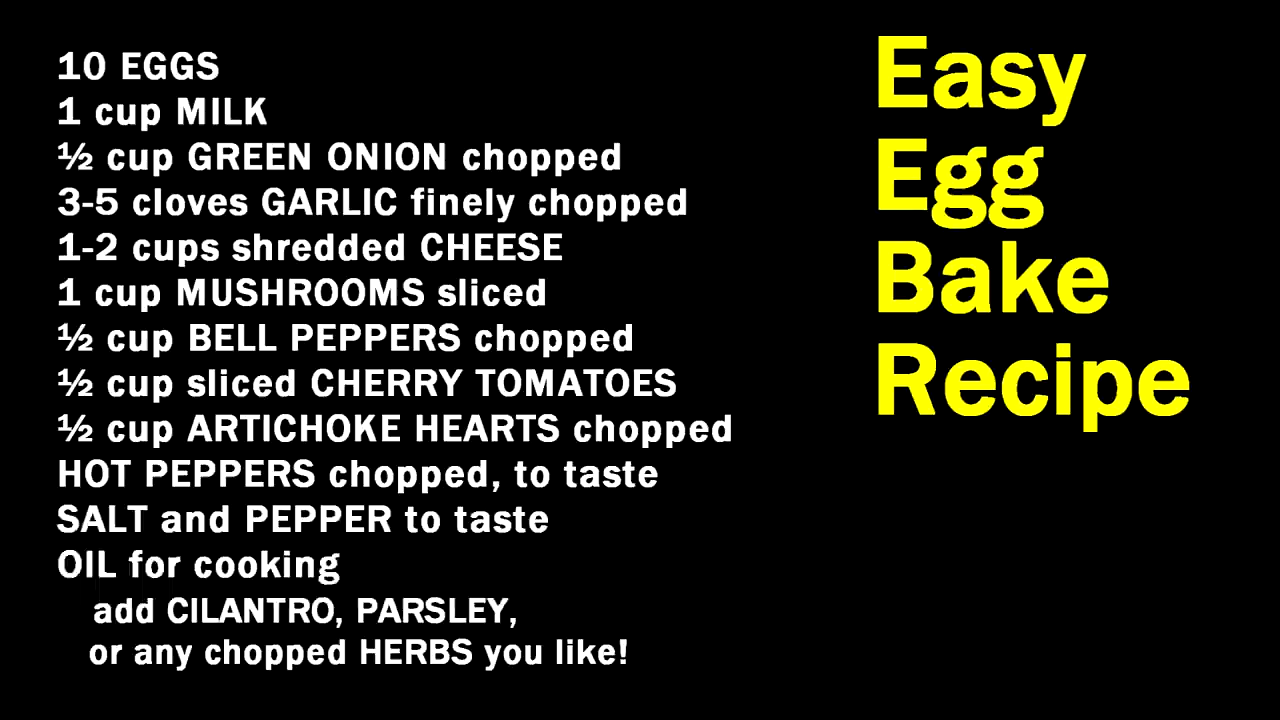 10 EGGS
1 cup MILK
½ cup GREEN ONION chopped
3-5 cloves GARLIC finely chopped
1-2 cups shredded CHEESE
1 cup MUSHROOMS sliced
½ cup BELL PEPPERS chopped
½ cup sliced CHERRY TOMATOES
½ cup ARTICHOKE HEARTS chopped
HOT PEPPERS chopped, to taste
SALT and PEPPER to taste
OIL for cooking
add CILANTRO, PARSLEY,
or any chopped HERBS you like!
Easy
Egg
Bake
Recipe